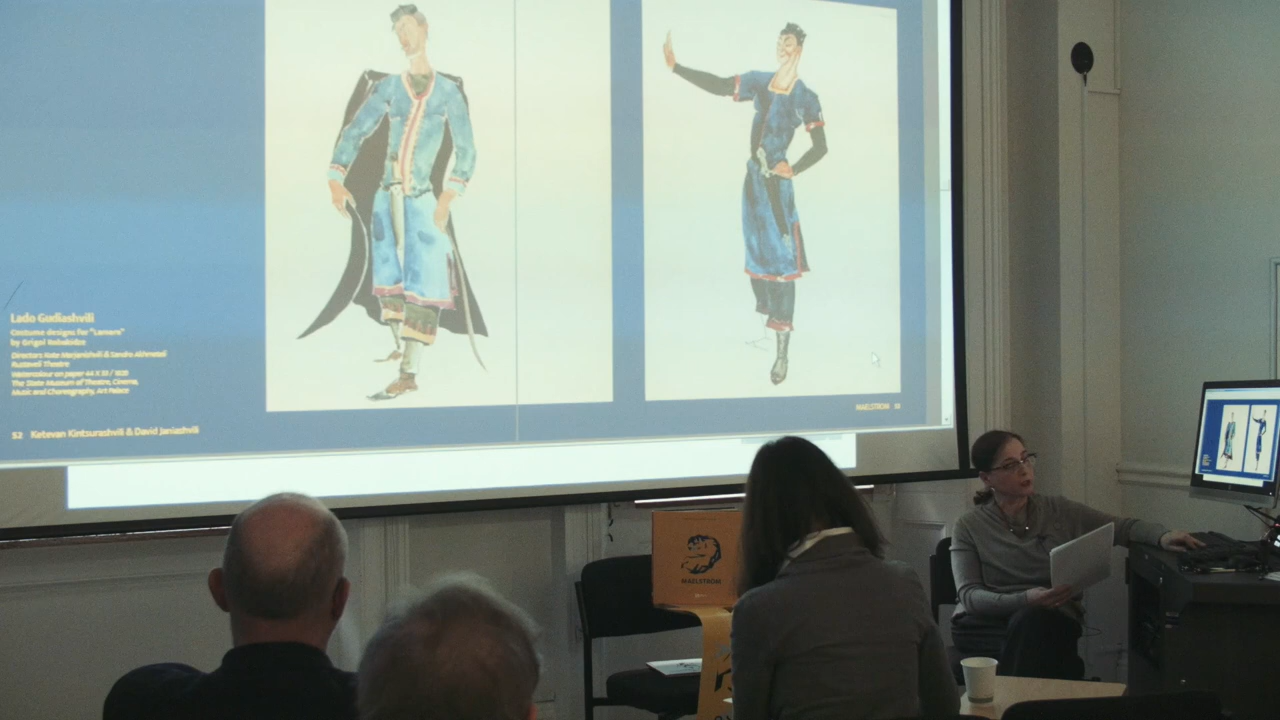 Lado Gudiashvili
Costume designs for "Lamara"
by Grigol Robakidze
Directors Kote Marjanishvili & Sandro Akhmeteli
Rustaveli Theatre
Watercolour on paper 44 X 33 / 1930
The State Museum of Theatre, Cinema,
Music and Choreography, Art Palace
52 Ketevan Kintsurashvili & David Janiashvili
MAELSTROM 53
MAELSTROM